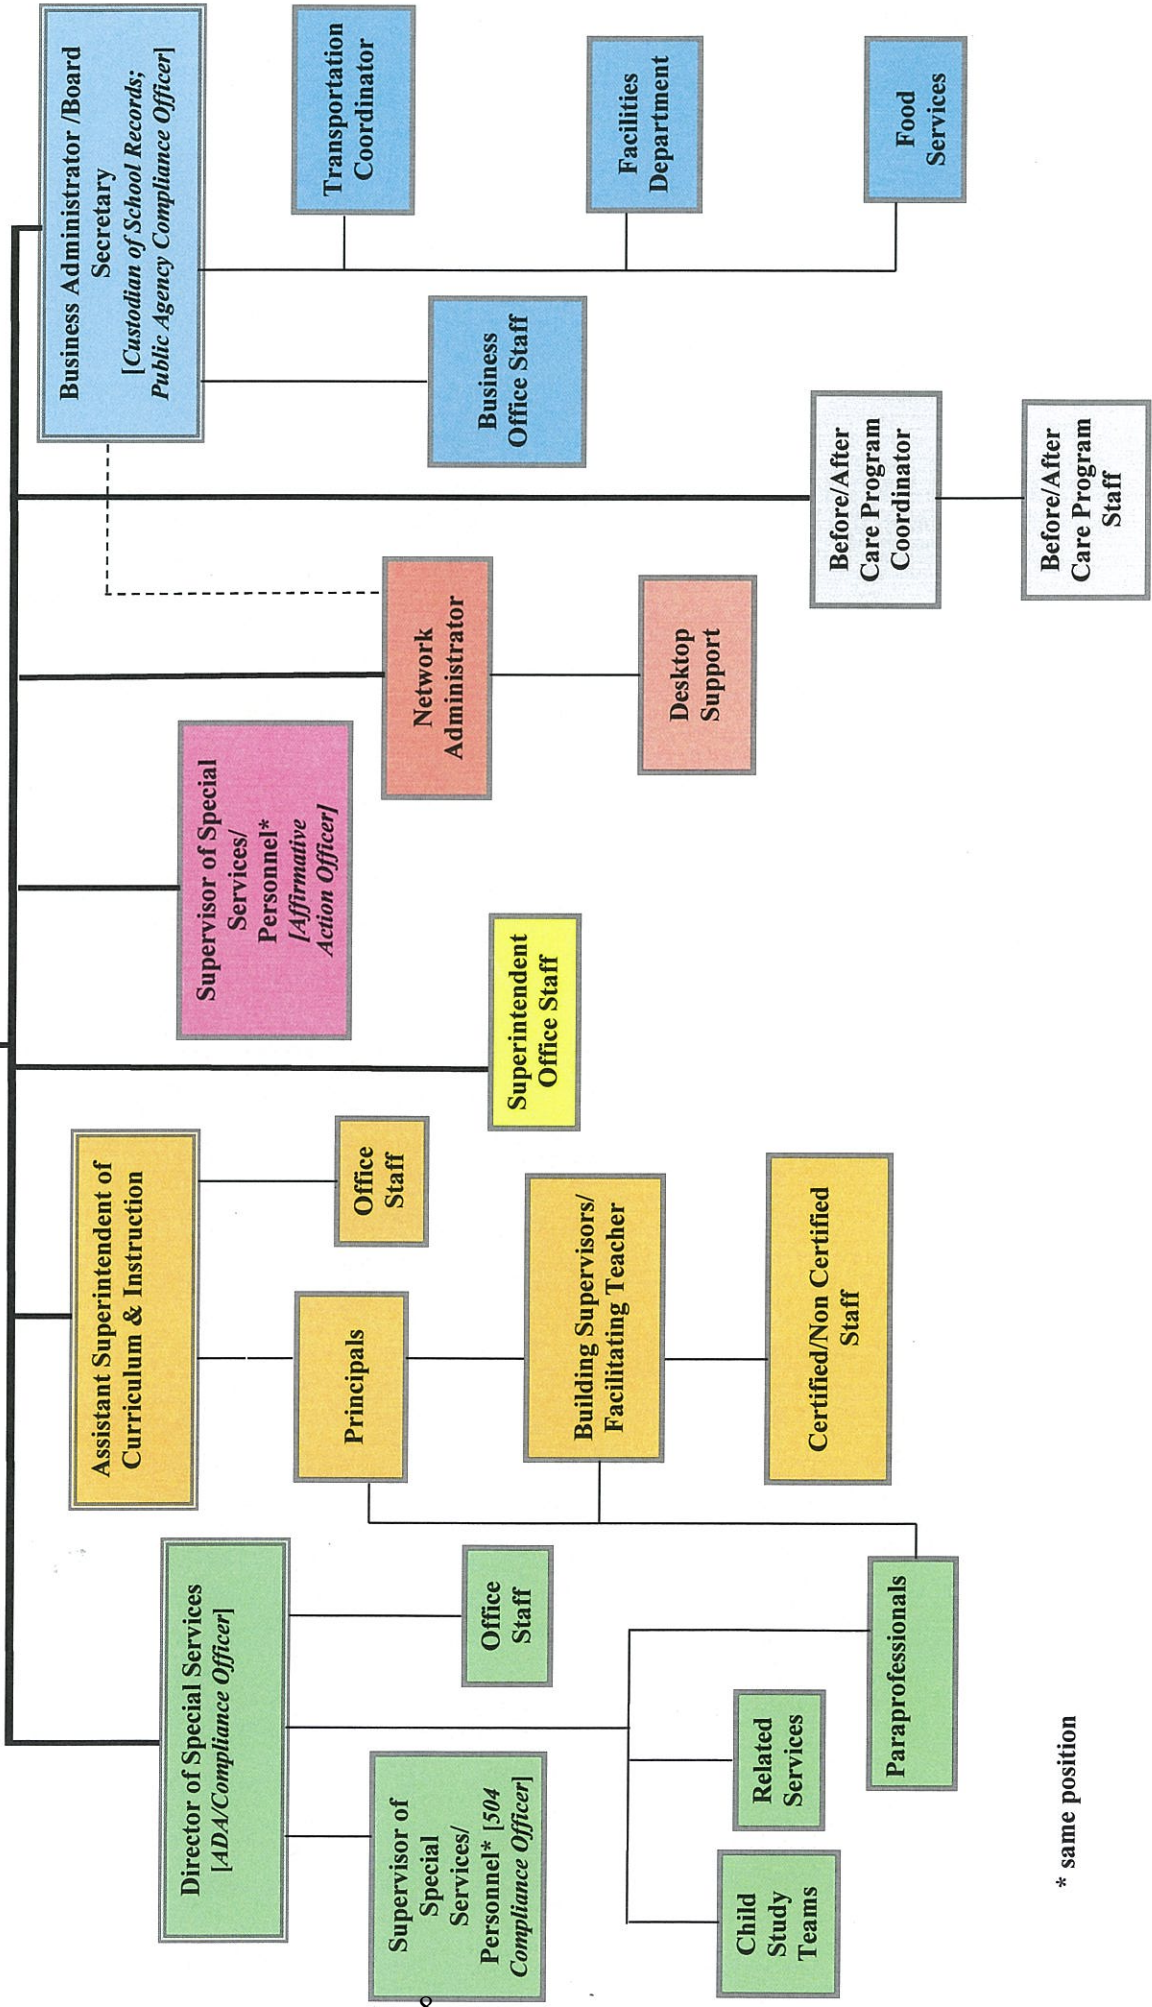 Director of Special Services
[ADA/Compliance Officer]
Supervisor of
Special
Services/
Personnel* [504
Compliance Officer]
Office
Staff
Child
Study
Teams
Related
Services
Paraprofessionals
Assistant Superintendent of
Curriculum & Instruction
Office
Staff
Principals
Building Supervisors/
Facilitating Teacher
Certified/Non Certified
Staff
Superintendent
Office Staff
Supervisor of Special
Services/
Personnel*
[Affirmative
Action Officer]
Network
Administrator
Desktop
Support
Before/After
Care Program
Coordinator
Before/After
Care Program
Staff
Business Administrator /Board
Secretary
[Custodian of School Records;
Public Agency Compliance Officer]
Business
Office Staff
Transportation
Coordinator
Facilities
Department
Food
Services
* same position